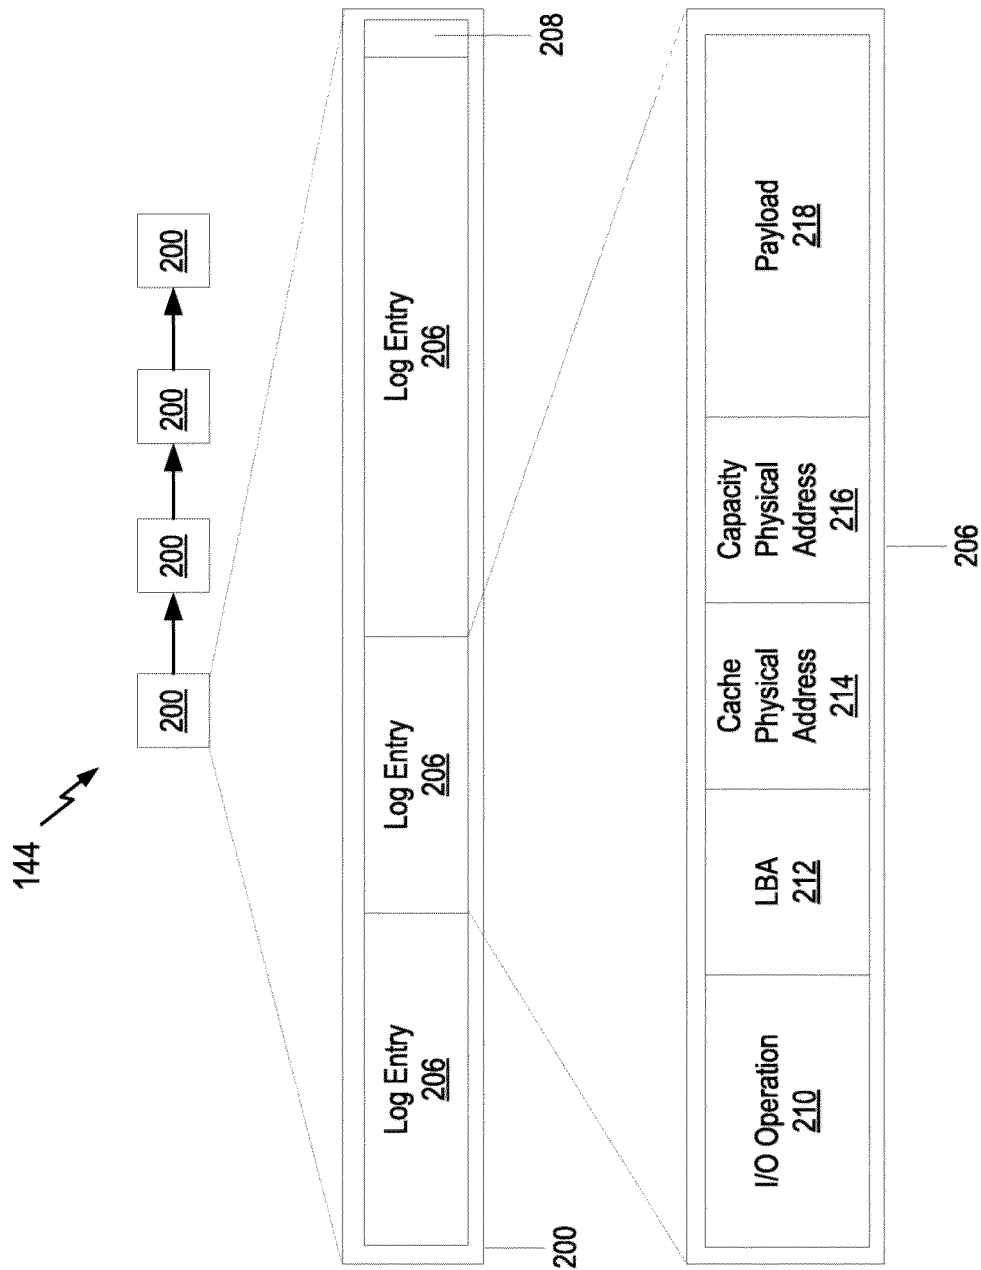 144
200
200
200
200
Log Entry
206
Log Entry
206
Log Entry
206
208
200
I/O Operation
210
LBA
212
Cache
Physical
Address
214
Capacity
Physical
Address
216
Payload
218
206